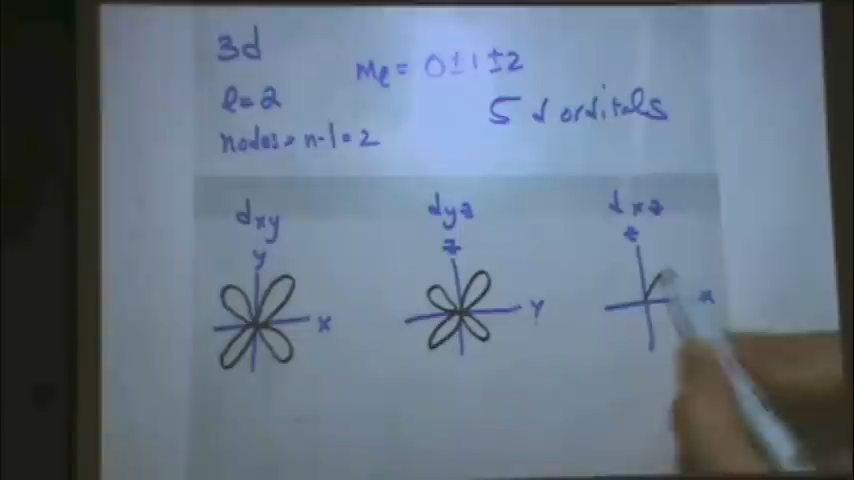 3d
mℓ = 0 ±1 ±2
ℓ=2
5 d orbitals
nodes = n-1 = 2
dxy
dyz
dxz
y
z
z
x
y
x